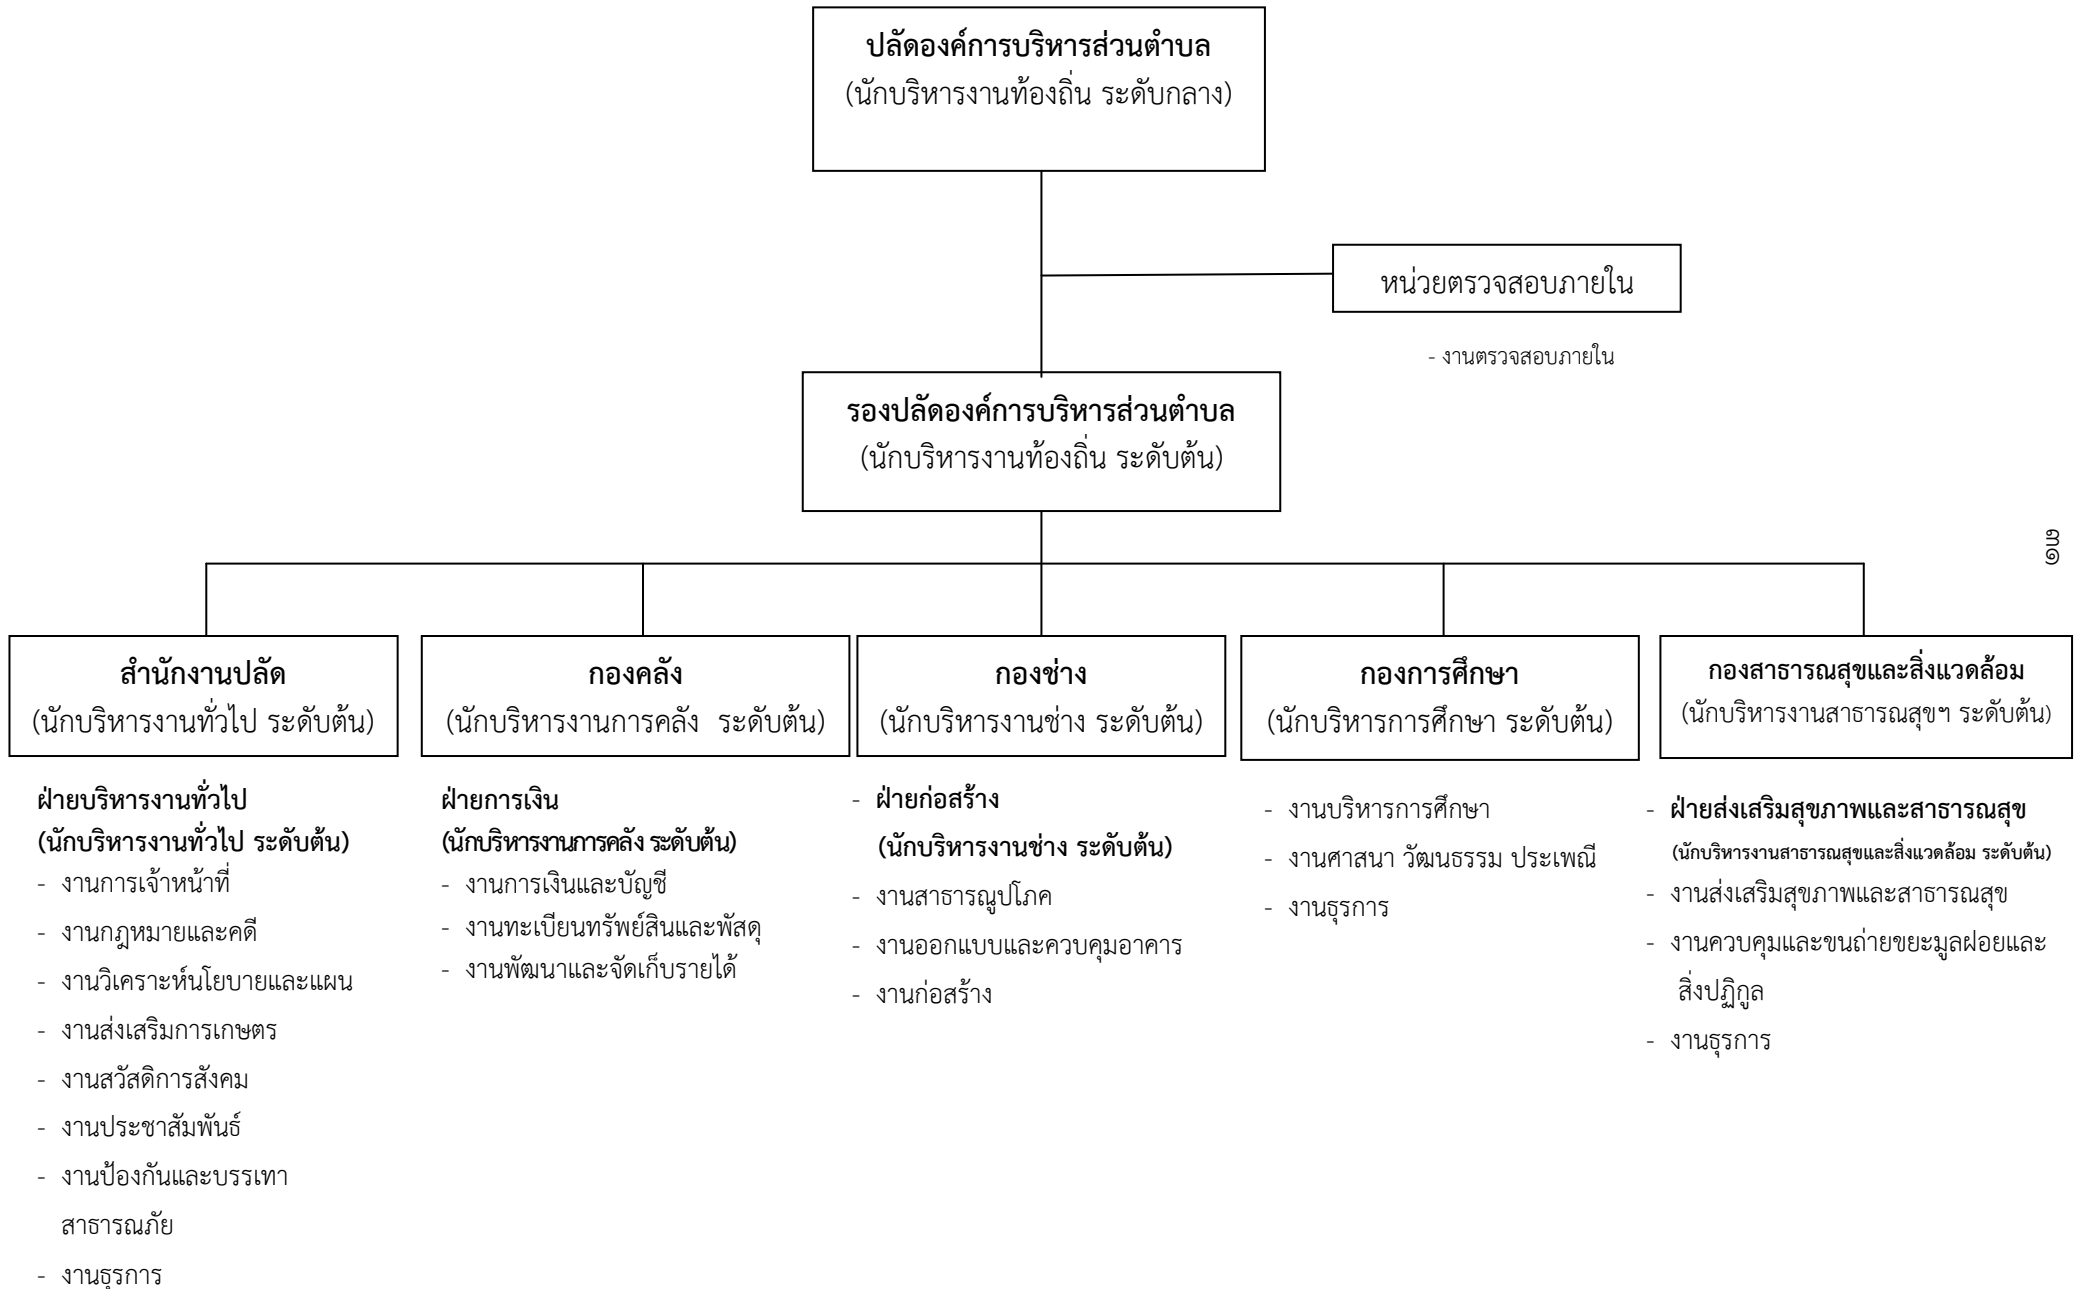 ปลัดองค์การบริหารส่วนตำบล
(นักบริหารงานท้องถิ่น ระดับกลาง)
หน่วยตรวจสอบภายใน
- งานตรวจสอบภายใน
รองปลัดองค์การบริหารส่วนตำบล
(นักบริหารงานท้องถิ่น ระดับต้น)
๓๑
สำนักงานปลัด
(นักบริหารงานทั่วไป ระดับต้น)
ฝ่ายบริหารงานทั่วไป
(นักบริหารงานทั่วไป ระดับต้น)
- งานการเจ้าหน้าที่
- งานกฎหมายและคดี
- งานวิเคราะห์นโยบายและแผน
- งานส่งเสริมการเกษตร
- งานสวัสดิการสังคม
- งานประชาสัมพันธ์
- งานป้องกันและบรรเทา
สาธารณภัย
- งานธุรการ
กองคลัง
(นักบริหารงานการคลัง ระดับต้น)
ฝ่ายการเงิน
(นักบริหารงานการคลัง ระดับต้น)
- งานการเงินและบัญชี
- งานทะเบียนทรัพย์สินและพัสดุ
- งานพัฒนาและจัดเก็บรายได้
กองช่าง
(นักบริหารงานช่าง ระดับต้น)
- ฝ่ายก่อสร้าง
(นักบริหารงานช่าง ระดับต้น)
- งานสาธารณูปโภค
- งานออกแบบและควบคุมอาคาร
- งานก่อสร้าง
กองการศึกษา
(นักบริหารการศึกษา ระดับต้น)
- งานบริหารการศึกษา
- งานศาสนา วัฒนธรรม ประเพณี
- งานธุรการ
กองสาธารณสุขและสิ่งแวดล้อม
(นักบริหารงานสาธารณสุขฯ ระดับต้น)
- ฝ่ายส่งเสริมสุขภาพและสาธารณสุข
(นักบริหารงานสาธารณสุขและสิ่งแวดล้อม ระดับต้น)
- งานส่งเสริมสุขภาพและสาธารณสุข
- งานควบคุมและขนถ่ายขยะมูลฝอยและ
สิ่งปฏิกูล
- งานธุรการ